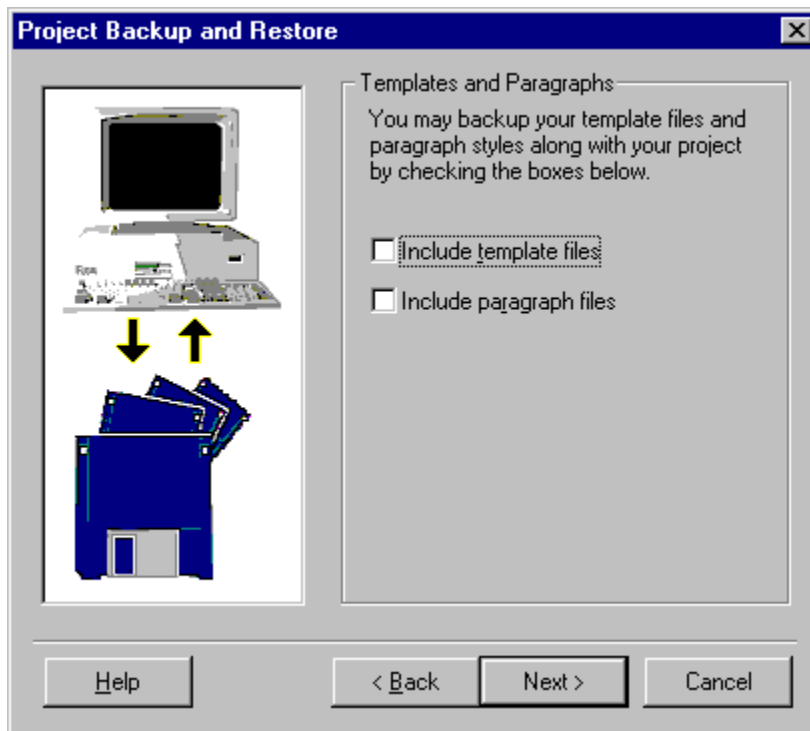 Project Backup and Restore
Templates and Paragraphs
You may backup your template files and
paragraph styles along with your project
by checking the boxes below.
Include template files
Include paragraph files
Help
< Back
Next >
Cancel